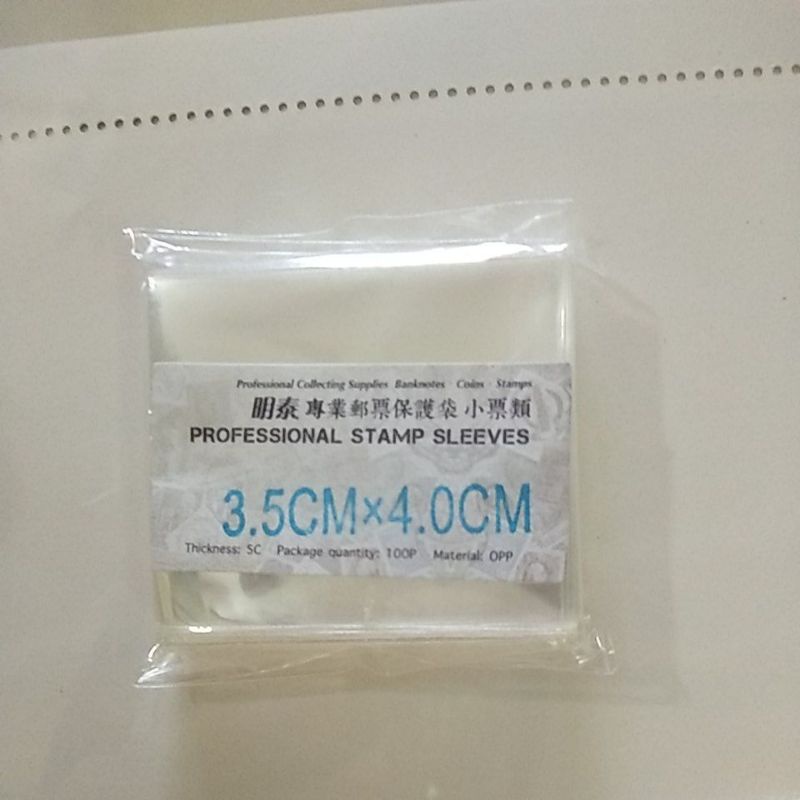 Professional Collecting Supplies Banknotes · Coins · Stamps
明泰 專業郵票保護袋 小票類
PROFESSIONAL STAMP SLEEVES
3.5CM×4.0CM
Thickness: 5C Package quantity: 100P Material: OPP